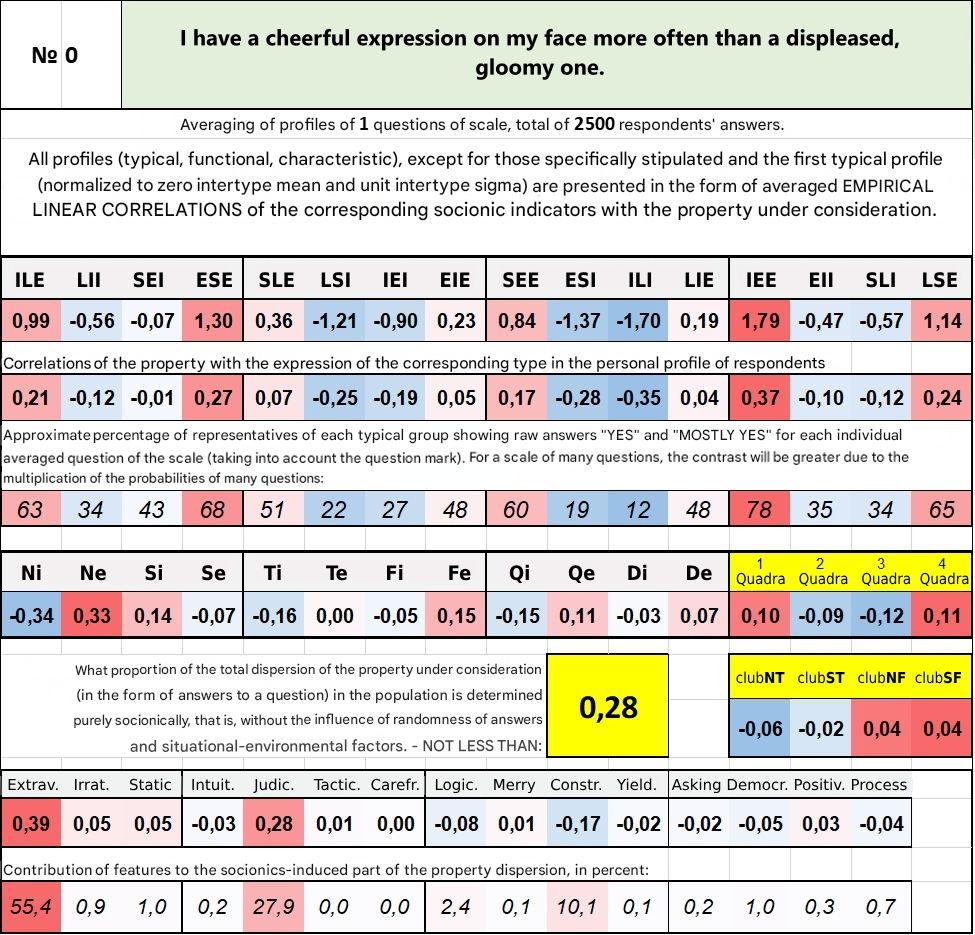 № 0
I have a cheerful expression on my face more often than a displeased,
gloomy one.
Averaging of profiles of 1 questions of scale, total of 2500 respondents' answers.
All profiles (typical, functional, characteristic), except for those specifically stipulated and the first typical profile
(normalized to zero intertype mean and unit intertype sigma) are presented in the form of averaged EMPIRICAL
LINEAR CORRELATIONS of the corresponding socionic indicators with the property under consideration.
ILE LII SEI ESE SLE LSI IEI EIE SEE ESI ILI LIE IEE EII SLI LSE
0,99 -0,56 -0,07 1,30 0,36 -1,21 -0,90 0,23 0,84 -1,37 -1,70 0,19 1,79 -0,47 -0,57 1,14
Correlations of the property with the expression of the corresponding type in the personal profile of respondents
0,21 -0,12 -0,01 0,27 0,07 -0,25 -0,19 0,05 0,17 -0,28 -0,35 0,04 0,37 -0,10 -0,12 0,24
Approximate percentage of representatives of each typical group showing raw answers "YES" and "MOSTLY YES" for each individual
averaged question of the scale (taking into account the question mark). For a scale of many questions, the contrast will be greater due to the
multiplication of the probabilities of many questions:
63 34 43 68 51 22 27 48 60 19 12 48 78 35 34 65
Ni Ne Si Se Ti Te Fi Fe Qi Qe Di De 1 Quadra 2 Quadra 3 Quadra 4 Quadra
-0,34 0,33 0,14 -0,07 -0,16 0,00 -0,05 0,15 -0,15 0,11 -0,03 0,07 0,10 -0,09 -0,12 0,11
What proportion of the total dispersion of the property under consideration
(in the form of answers to a question) in the population is determined
purely socionically, that is, without the influence of randomness of answers
and situational-environmental factors. - NOT LESS THAN:
0,28
clubNT clubST clubNF clubSF
-0,06 -0,02 0,04 0,04
Extrav. Irrat. Static Intuit. Judic. Tactic. Carefr. Logic. Merry Constr. Yield. Asking Democr. Positiv. Process
0,39 0,05 0,05 -0,03 0,28 0,01 0,00 -0,08 0,01 -0,17 -0,02 -0,02 -0,05 0,03 -0,04
Contribution of features to the socionics-induced part of the property dispersion, in percent:
55,4 0,9 1,0 0,2 27,9 0,0 0,0 2,4 0,1 10,1 0,1 0,2 1,0 0,3 0,7